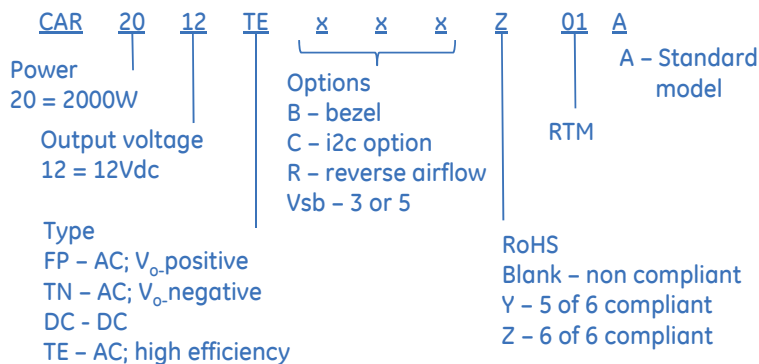 CAR 20 12 TE x x x Z 01 A
A – Standard
model
Power
20 = 2000W
Options
B – bezel
C – i2c option
R – reverse airflow
Vsb – 3 or 5
RTM
Output voltage
12 = 12Vdc
Type
FP – AC; Vo-positive
TN – AC; Vo-negative
DC - DC
TE – AC; high efficiency
RoHS
Blank – non compliant
Y – 5 of 6 compliant
Z – 6 of 6 compliant